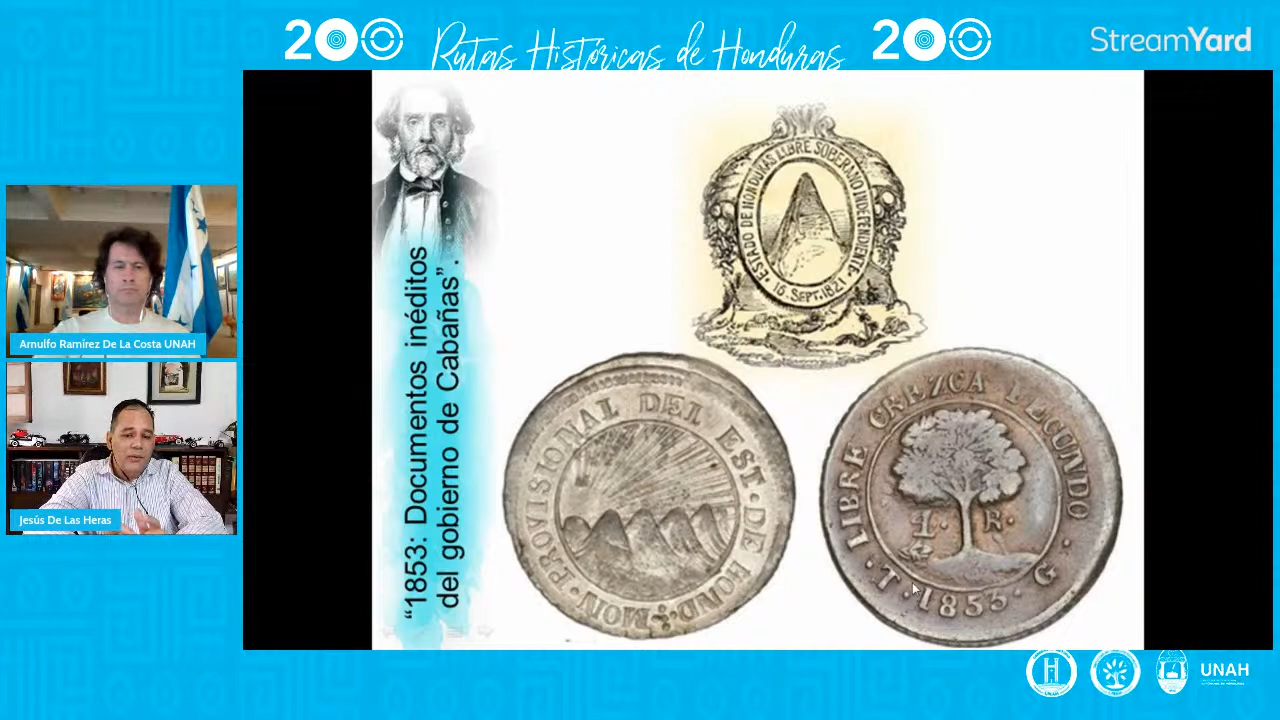 200
Rutas Históricas de Honduras
200
StreamYard
Arnulfo Ramírez De La Costa UNAH
Jesús De Las Heras
“1853: Documentos inéditos
del gobierno de Cabañas”.
ESTADO DE HONDURAS LIBRE SOBERANO INDEPENDIENTE
15. SEPT. 1821
PROVISIONAL DEL EST. DE HOND. MON
LIBRE CREZCA FECUNDO
1. R.
T. 1853. G.
UNAH